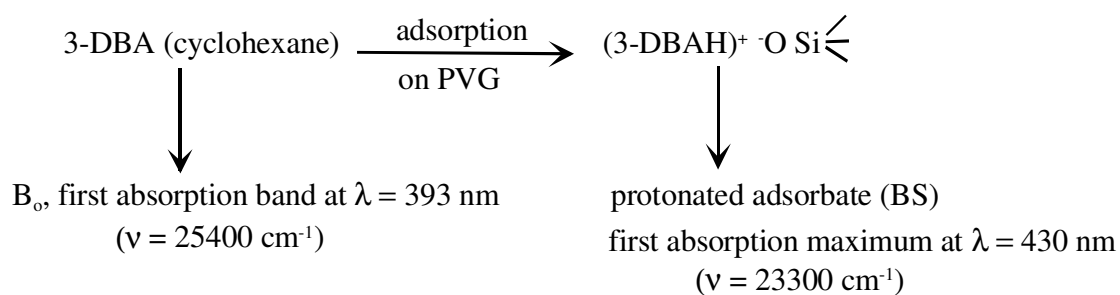 3-DBA (cyclohexane) adsorption on PVG (3-DBAH)⁺ ⁻O Si
B₀, first absorption band at λ = 393 nm
(ν = 25400 cm⁻¹)
protonated adsorbate (BS)
first absorption maximum at λ = 430 nm
(ν = 23300 cm⁻¹)